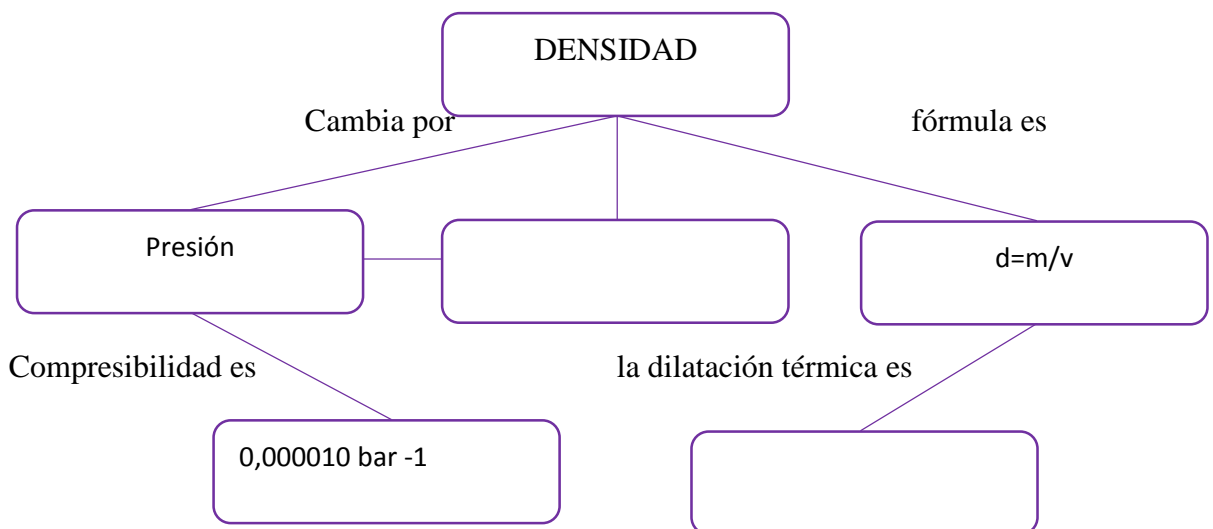 DENSIDAD
Cambia por
fórmula es
Presión
d=m/v
Compresibilidad es
la dilatación térmica es
0,000010 bar -1